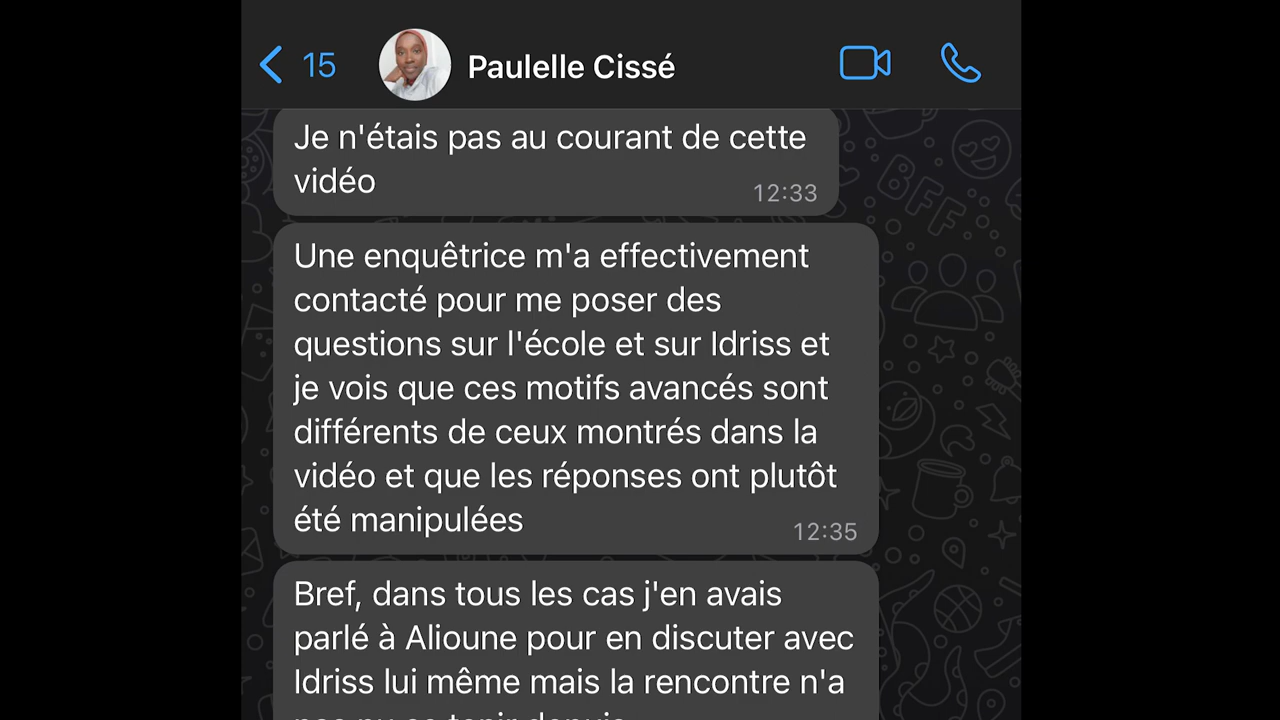 15
Paulelle Cissé
Je n'étais pas au courant de cette
vidéo
12:33
Une enquêtrice m'a effectivement
contacté pour me poser des
questions sur l'école et sur Idriss et
je vois que ces motifs avancés sont
différents de ceux montrés dans la
vidéo et que les réponses ont plutôt
été manipulées
12:35
Bref, dans tous les cas j'en avais
parlé à Alioune pour en discuter avec
Idriss lui même mais la rencontre n'a